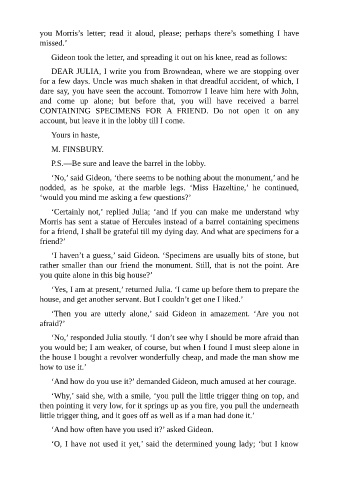 you Morris's letter; read it aloud, please; perhaps there's something I have
missed.'
Gideon took the letter, and spreading it out on his knee, read as follows:
DEAR JULIA, I write you from Browndean, where we are stopping over
for a few days. Uncle was much shaken in that dreadful accident, of which, I
dare say, you have seen the account. Tomorrow I leave him here with John,
and come up alone; but before that, you will have received a barrel
CONTAINING SPECIMENS FOR A FRIEND. Do not open it on any
account, but leave it in the lobby till I come.
Yours in haste,
M. FINSBURY.
P.S.—Be sure and leave the barrel in the lobby.
'No,' said Gideon, 'there seems to be nothing about the monument,' and he
nodded, as he spoke, at the marble legs. 'Miss Hazeltine,' he continued,
'would you mind me asking a few questions?'
'Certainly not,' replied Julia; 'and if you can make me understand why
Morris has sent a statue of Hercules instead of a barrel containing specimens
for a friend, I shall be grateful till my dying day. And what are specimens for a
friend?'
'I haven't a guess,' said Gideon. 'Specimens are usually bits of stone, but
rather smaller than our friend the monument. Still, that is not the point. Are
you quite alone in this big house?'
'Yes, I am at present,' returned Julia. 'I came up before them to prepare the
house, and get another servant. But I couldn't get one I liked.'
'Then you are utterly alone,' said Gideon in amazement. 'Are you not
afraid?'
'No,' responded Julia stoutly. 'I don't see why I should be more afraid than
you would be; I am weaker, of course, but when I found I must sleep alone in
the house I bought a revolver wonderfully cheap, and made the man show me
how to use it.'
'And how do you use it?' demanded Gideon, much amused at her courage.
'Why,' said she, with a smile, 'you pull the little trigger thing on top, and
then pointing it very low, for it springs up as you fire, you pull the underneath
little trigger thing, and it goes off as well as if a man had done it.'
'And how often have you used it?' asked Gideon.
'O, I have not used it yet,' said the determined young lady; 'but I know